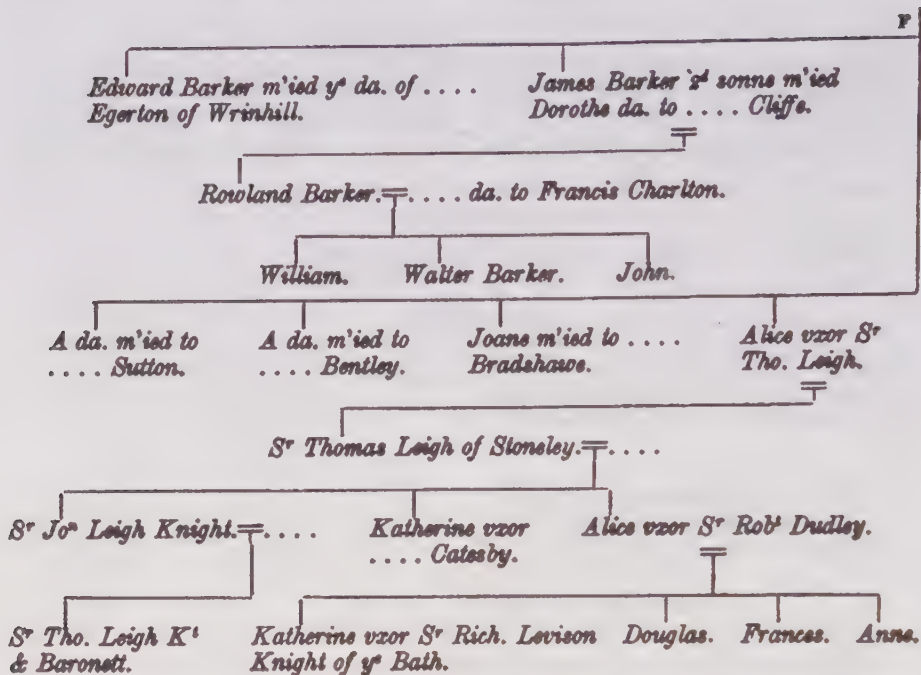 r
Edward Barker m'ied yᵉ da. of . . . .
Egerton of Wrinhill.
James Barker 2ᵈ sonne m'ied
Dorothe da. to . . . . Cliffe.
Rowland Barker.=. . . . da. to Francis Charlton.
William.
Walter Barker.
John.
A da. m'ied to
. . . . Sutton.
A da. m'ied to
. . . . Bentley.
Joane m'ied to . . . .
Bradshawe.
Alice vxor Sʳ
Tho. Leigh.
Sʳ Thomas Leigh of Stoneley.=. . . .
Sʳ Joⁿ Leigh Knight.=. . . .
Katherine vxor
. . . . Catesby.
Alice vxor Sʳ Robᵗ Dudley.
Sʳ Tho. Leigh Kᵗ
& Baronett.
Katherine vxor Sʳ Rich. Levison
Knight of yᵉ Bath.
Douglas.
Frances.
Anne.